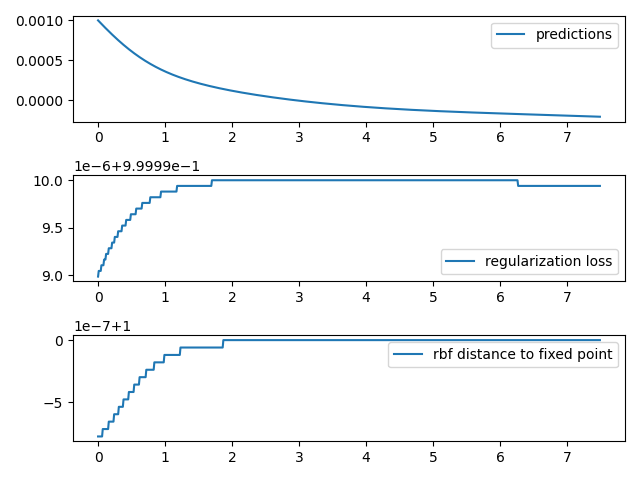 0.0010
0.0005
0.0000
predictions
0 1 2 3 4 5 6 7
1e−6+9.9999e−1
10.0
9.5
9.0
regularization loss
0 1 2 3 4 5 6 7
1e−7+1
0
−5
rbf distance to fixed point
0 1 2 3 4 5 6 7